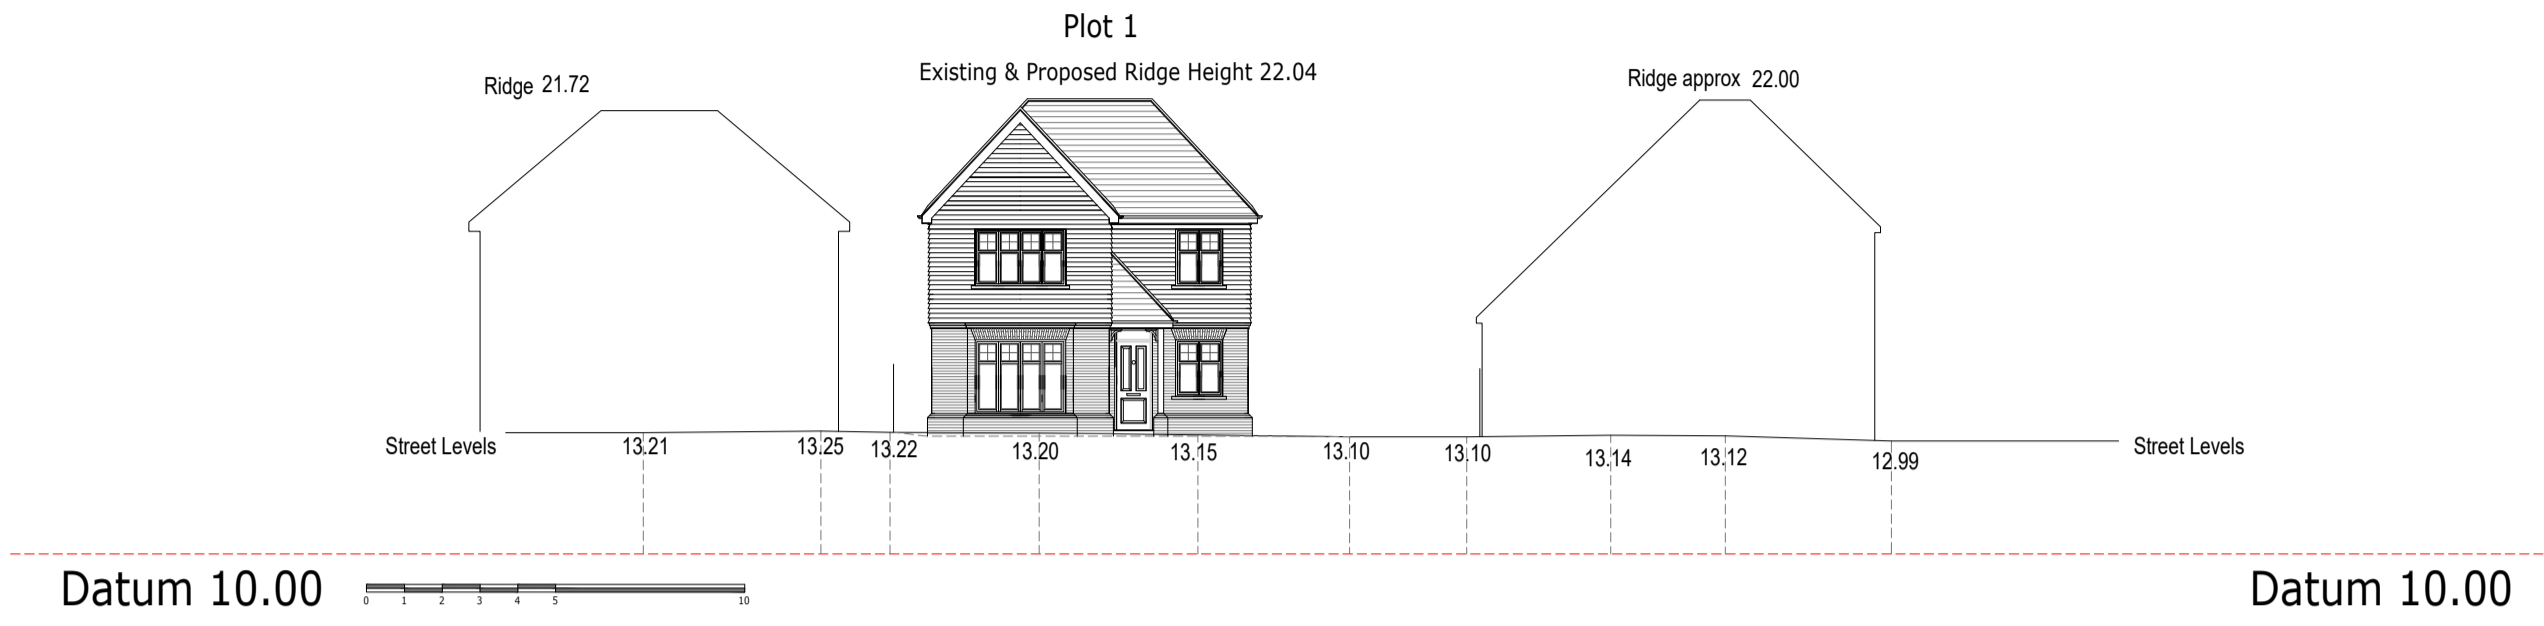 Plot 1
Existing & Proposed Ridge Height 22.04
Ridge 21.72
Ridge approx 22.00
Street Levels
13.21
13.25
13.22
13.20
13.15
13.10
13.10
13.14
13.12
12.99
Street Levels
Datum 10.00
0 1 2 3 4 5 10
Datum 10.00